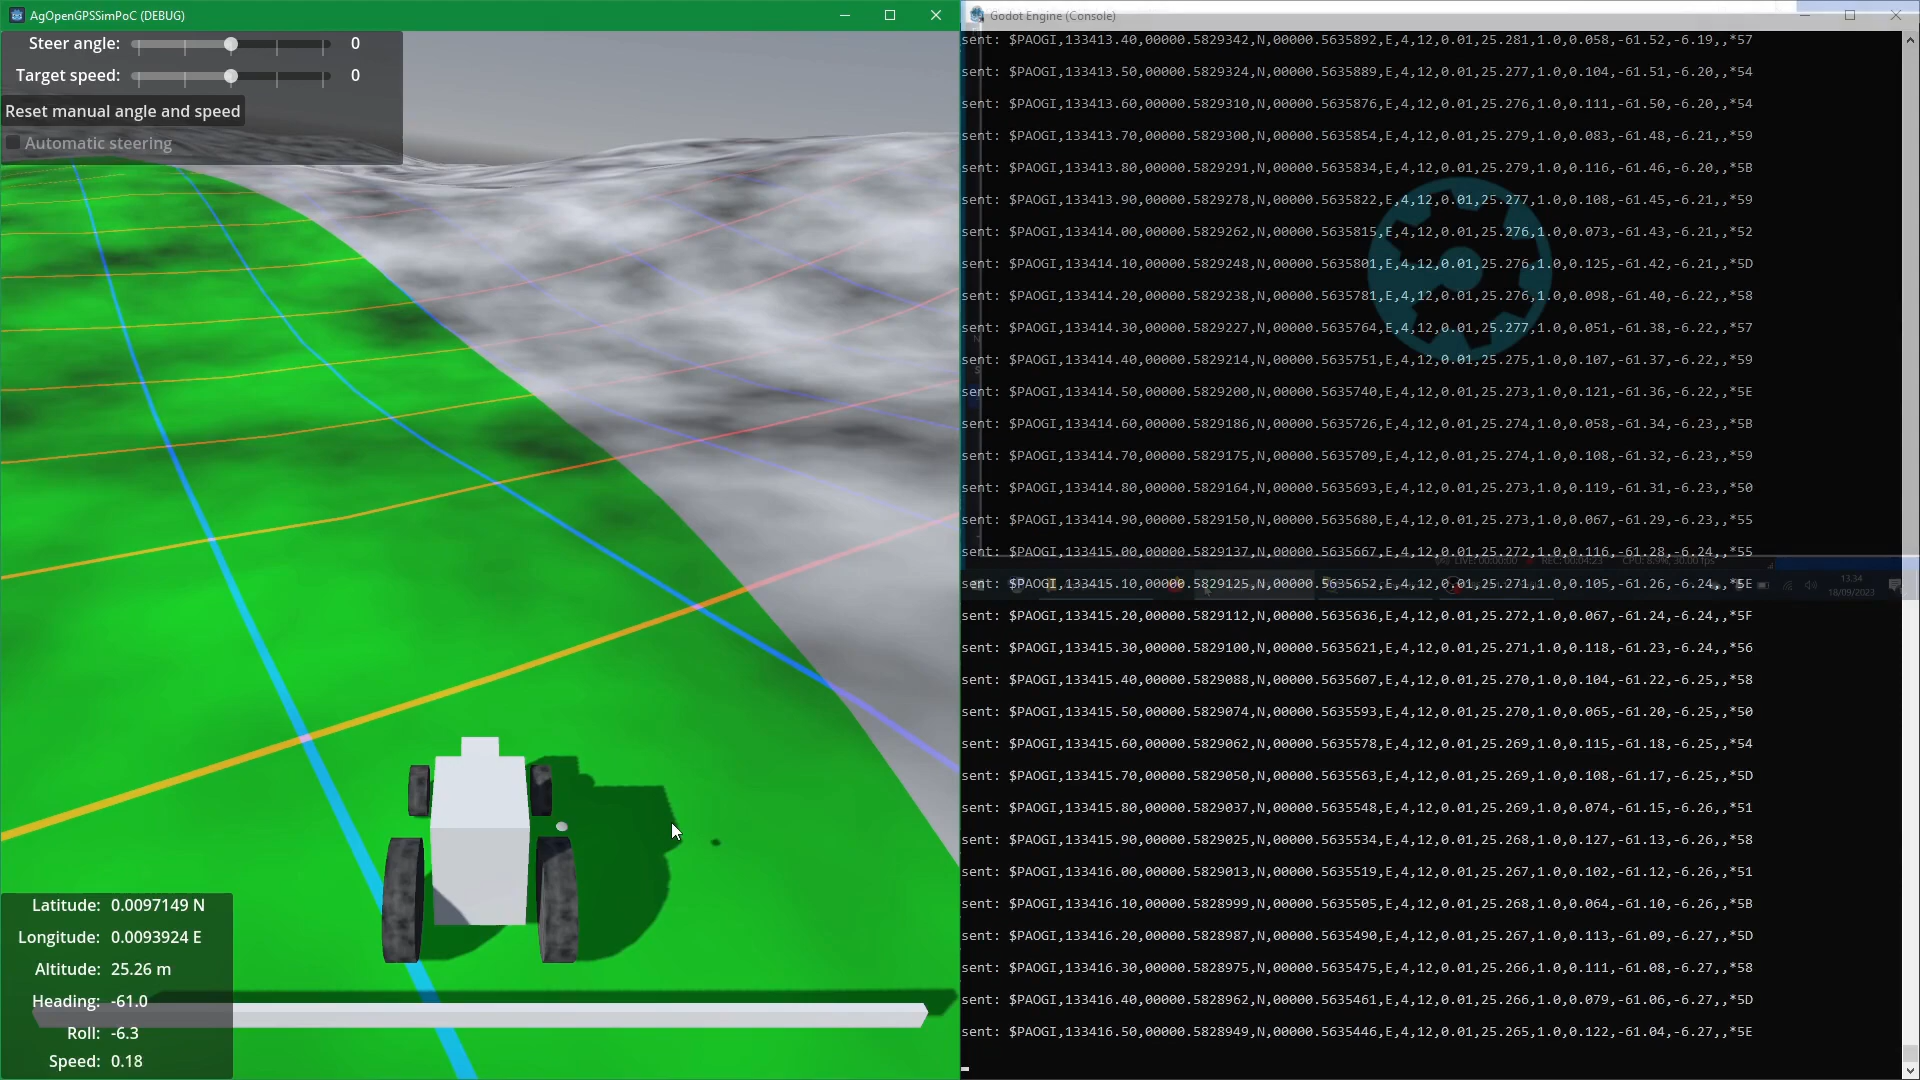 AgOpenGPSSimPoC (DEBUG)
Steer angle: 0
Target speed: 0
Reset manual angle and speed
Automatic steering
Latitude: 0.0097149 N
Longitude: 0.0093924 E
Altitude: 25.26 m
Heading: -61.0
Roll: -6.3
Speed: 0.18
Godot Engine (Console)
sent: $PAOGI,133413.40,00000.5829342,N,00000.5635892,E,4,12,0.01,25.281,1.0,0.058,-61.52,-6.19,,*57
sent: $PAOGI,133413.50,00000.5829324,N,00000.5635889,E,4,12,0.01,25.277,1.0,0.104,-61.51,-6.20,,*54
sent: $PAOGI,133413.60,00000.5829310,N,00000.5635876,E,4,12,0.01,25.276,1.0,0.111,-61.50,-6.20,,*54
sent: $PAOGI,133413.70,00000.5829300,N,00000.5635854,E,4,12,0.01,25.279,1.0,0.083,-61.48,-6.21,,*59
sent: $PAOGI,133413.80,00000.5829291,N,00000.5635834,E,4,12,0.01,25.279,1.0,0.116,-61.46,-6.20,,*5B
sent: $PAOGI,133413.90,00000.5829278,N,00000.5635822,E,4,12,0.01,25.277,1.0,0.108,-61.45,-6.21,,*59
sent: $PAOGI,133414.00,00000.5829262,N,00000.5635815,E,4,12,0.01,25.276,1.0,0.073,-61.43,-6.21,,*52
sent: $PAOGI,133414.10,00000.5829248,N,00000.5635801,E,4,12,0.01,25.276,1.0,0.125,-61.42,-6.21,,*5D
sent: $PAOGI,133414.20,00000.5829238,N,00000.5635781,E,4,12,0.01,25.276,1.0,0.098,-61.40,-6.22,,*58
sent: $PAOGI,133414.30,00000.5829227,N,00000.5635764,E,4,12,0.01,25.277,1.0,0.051,-61.38,-6.22,,*57
sent: $PAOGI,133414.40,00000.5829214,N,00000.5635751,E,4,12,0.01,25.275,1.0,0.107,-61.37,-6.22,,*59
sent: $PAOGI,133414.50,00000.5829200,N,00000.5635740,E,4,12,0.01,25.273,1.0,0.121,-61.36,-6.22,,*5E
sent: $PAOGI,133414.60,00000.5829186,N,00000.5635726,E,4,12,0.01,25.274,1.0,0.058,-61.34,-6.23,,*5B
sent: $PAOGI,133414.70,00000.5829175,N,00000.5635709,E,4,12,0.01,25.274,1.0,0.108,-61.32,-6.23,,*59
sent: $PAOGI,133414.80,00000.5829164,N,00000.5635693,E,4,12,0.01,25.273,1.0,0.119,-61.31,-6.23,,*50
sent: $PAOGI,133414.90,00000.5829150,N,00000.5635680,E,4,12,0.01,25.273,1.0,0.067,-61.29,-6.23,,*55
sent: $PAOGI,133415.00,00000.5829137,N,00000.5635667,E,4,12,0.01,25.272,1.0,0.116,-61.28,-6.24,,*55
LIVE: 00:00:00 REC: 00:04:23 CPU: 8.9%, 30.00 fps
sent: $PAOGI,133415.10,00000.5829125,N,00000.5635652,E,4,12,0.01,25.271,1.0,0.105,-61.26,-6.24,,*5E
13.34
18/09/2023
sent: $PAOGI,133415.20,00000.5829112,N,00000.5635636,E,4,12,0.01,25.272,1.0,0.067,-61.24,-6.24,,*5F
sent: $PAOGI,133415.30,00000.5829100,N,00000.5635621,E,4,12,0.01,25.271,1.0,0.118,-61.23,-6.24,,*56
sent: $PAOGI,133415.40,00000.5829088,N,00000.5635607,E,4,12,0.01,25.270,1.0,0.104,-61.22,-6.25,,*58
sent: $PAOGI,133415.50,00000.5829074,N,00000.5635593,E,4,12,0.01,25.270,1.0,0.065,-61.20,-6.25,,*50
sent: $PAOGI,133415.60,00000.5829062,N,00000.5635578,E,4,12,0.01,25.269,1.0,0.115,-61.18,-6.25,,*54
sent: $PAOGI,133415.70,00000.5829050,N,00000.5635563,E,4,12,0.01,25.269,1.0,0.108,-61.17,-6.25,,*5D
sent: $PAOGI,133415.80,00000.5829037,N,00000.5635548,E,4,12,0.01,25.269,1.0,0.074,-61.15,-6.26,,*51
sent: $PAOGI,133415.90,00000.5829025,N,00000.5635534,E,4,12,0.01,25.268,1.0,0.127,-61.13,-6.26,,*58
sent: $PAOGI,133416.00,00000.5829013,N,00000.5635519,E,4,12,0.01,25.267,1.0,0.102,-61.12,-6.26,,*51
sent: $PAOGI,133416.10,00000.5828999,N,00000.5635505,E,4,12,0.01,25.268,1.0,0.064,-61.10,-6.26,,*5B
sent: $PAOGI,133416.20,00000.5828987,N,00000.5635490,E,4,12,0.01,25.267,1.0,0.113,-61.09,-6.27,,*5D
sent: $PAOGI,133416.30,00000.5828975,N,00000.5635475,E,4,12,0.01,25.266,1.0,0.111,-61.08,-6.27,,*58
sent: $PAOGI,133416.40,00000.5828962,N,00000.5635461,E,4,12,0.01,25.266,1.0,0.079,-61.06,-6.27,,*5D
sent: $PAOGI,133416.50,00000.5828949,N,00000.5635446,E,4,12,0.01,25.265,1.0,0.122,-61.04,-6.27,,*5E